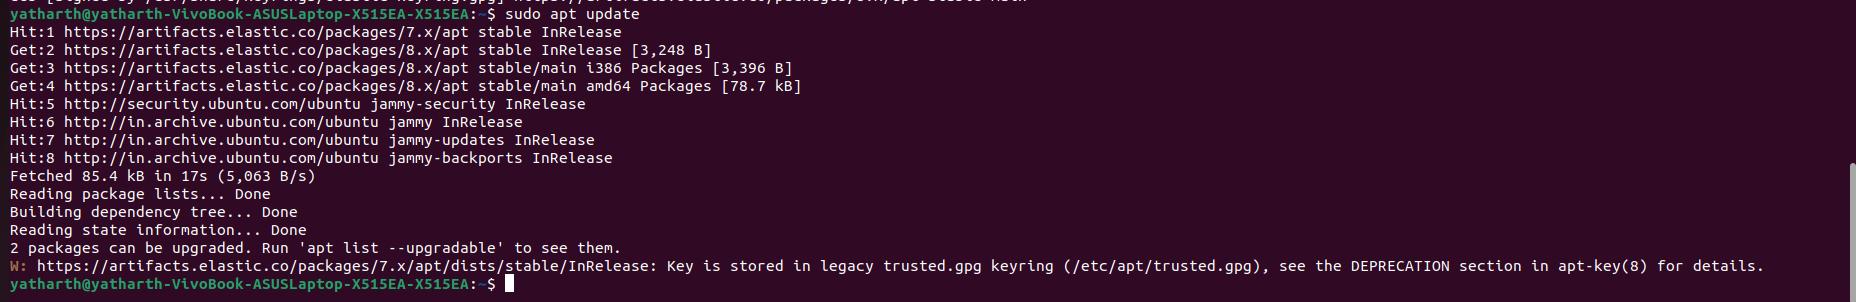 yatharth@yatharth-VivoBook-ASUSLaptop-X515EA-X515EA:~$ sudo apt update
Hit:1 https://artifacts.elastic.co/packages/7.x/apt stable InRelease
Get:2 https://artifacts.elastic.co/packages/8.x/apt stable InRelease [3,248 B]
Get:3 https://artifacts.elastic.co/packages/8.x/apt stable/main i386 Packages [3,396 B]
Get:4 https://artifacts.elastic.co/packages/8.x/apt stable/main amd64 Packages [78.7 kB]
Hit:5 http://security.ubuntu.com/ubuntu jammy-security InRelease
Hit:6 http://in.archive.ubuntu.com/ubuntu jammy InRelease
Hit:7 http://in.archive.ubuntu.com/ubuntu jammy-updates InRelease
Hit:8 http://in.archive.ubuntu.com/ubuntu jammy-backports InRelease
Fetched 85.4 kB in 17s (5,063 B/s)
Reading package lists... Done
Building dependency tree... Done
Reading state information... Done
2 packages can be upgraded. Run 'apt list --upgradable' to see them.
W: https://artifacts.elastic.co/packages/7.x/apt/dists/stable/InRelease: Key is stored in legacy trusted.gpg keyring (/etc/apt/trusted.gpg), see the DEPRECATION section in apt-key(8) for details.
yatharth@yatharth-VivoBook-ASUSLaptop-X515EA-X515EA:~$